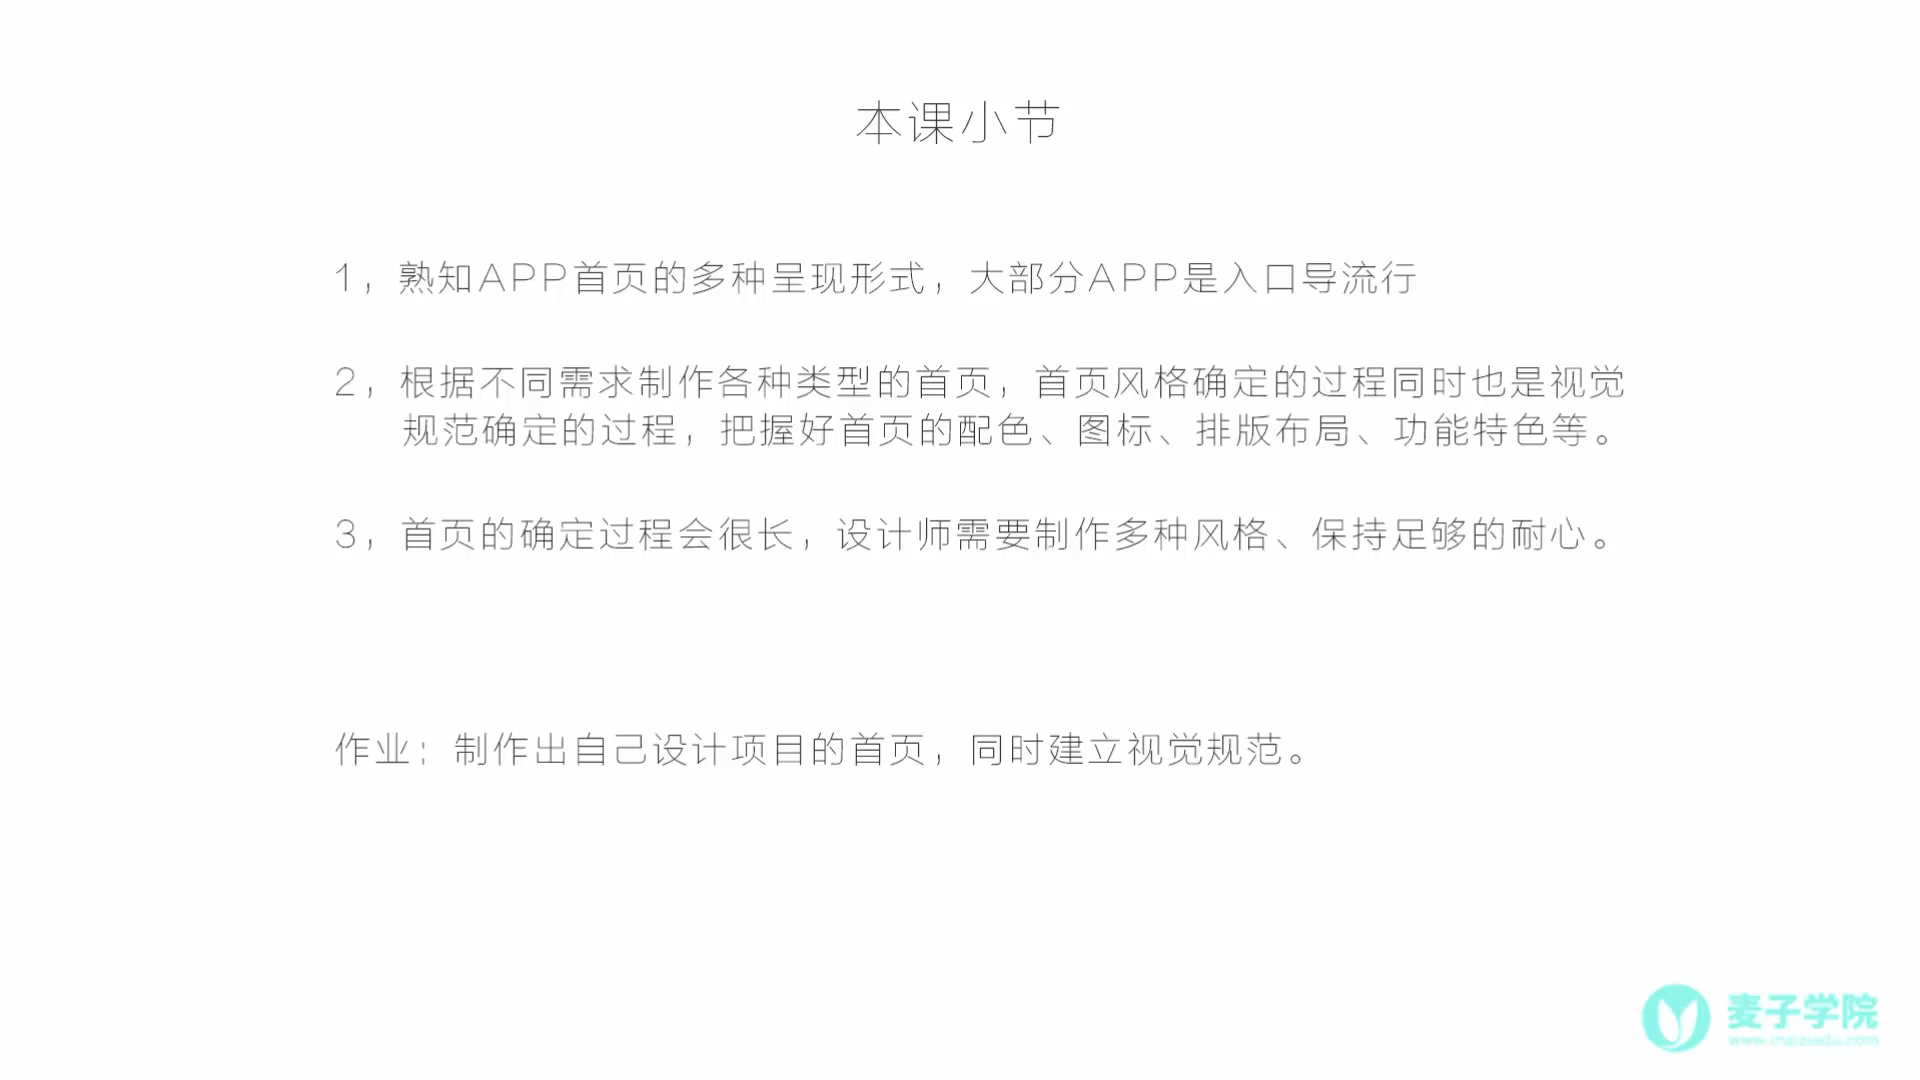 本课小节
1，熟知APP首页的多种呈现形式，大部分APP是入口导流行
2，根据不同需求制作各种类型的首页，首页风格确定的过程同时也是视觉
规范确定的过程，把握好首页的配色、图标、排版布局、功能特色等。
3，首页的确定过程会很长，设计师需要制作多种风格、保持足够的耐心。
作业：制作出自己设计项目的首页，同时建立视觉规范。
麦子学院
www.maiziedu.com